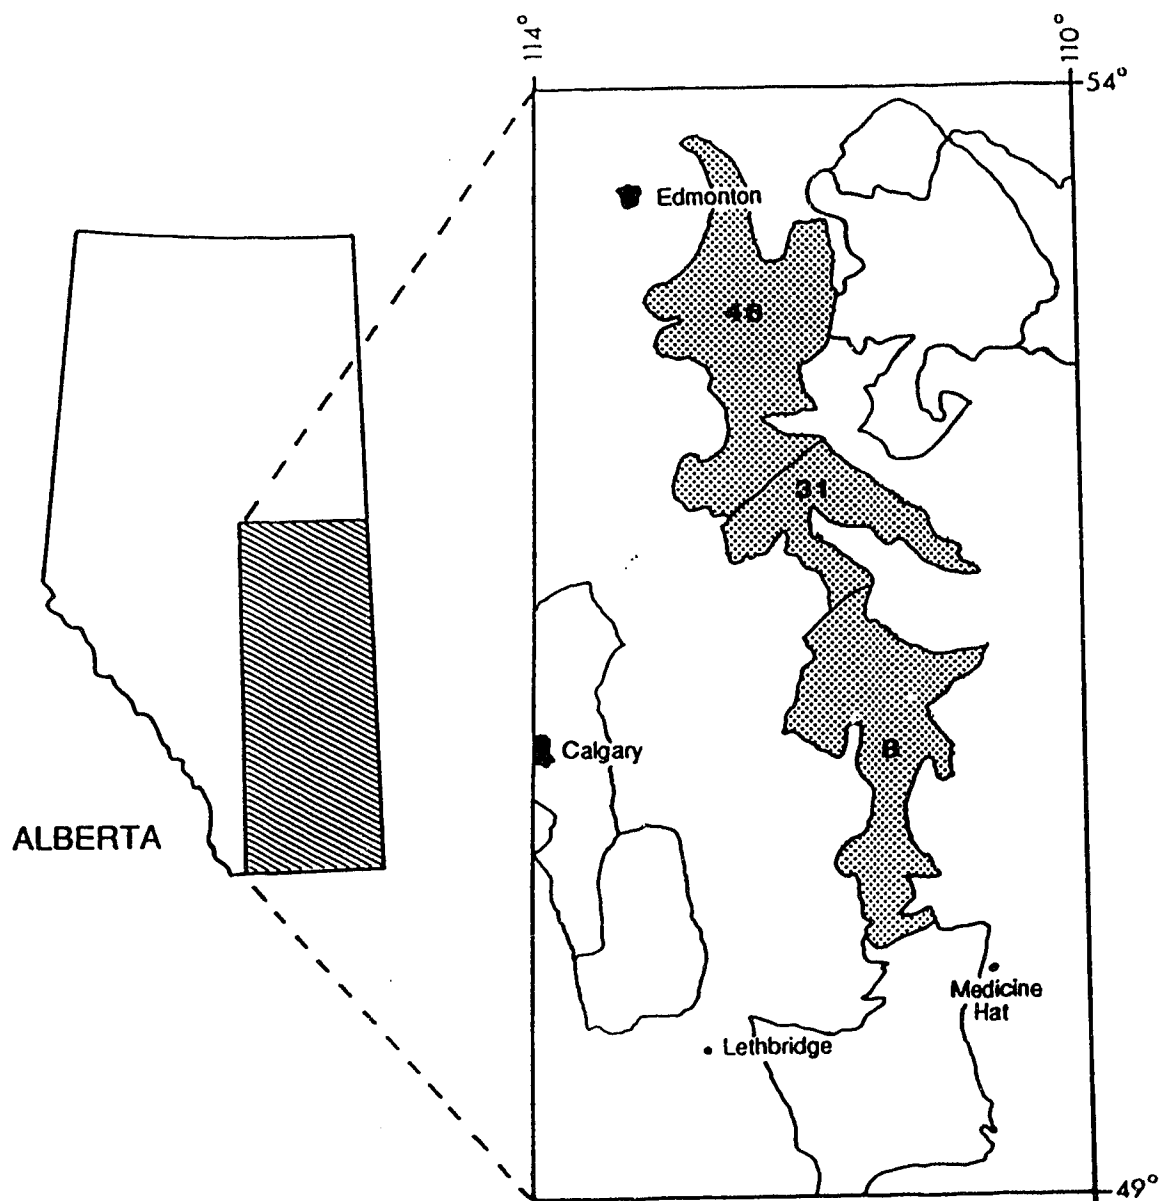 114°
110°
54°
Edmonton
46
31
Calgary
8
ALBERTA
Medicine
Hat
Lethbridge
49°